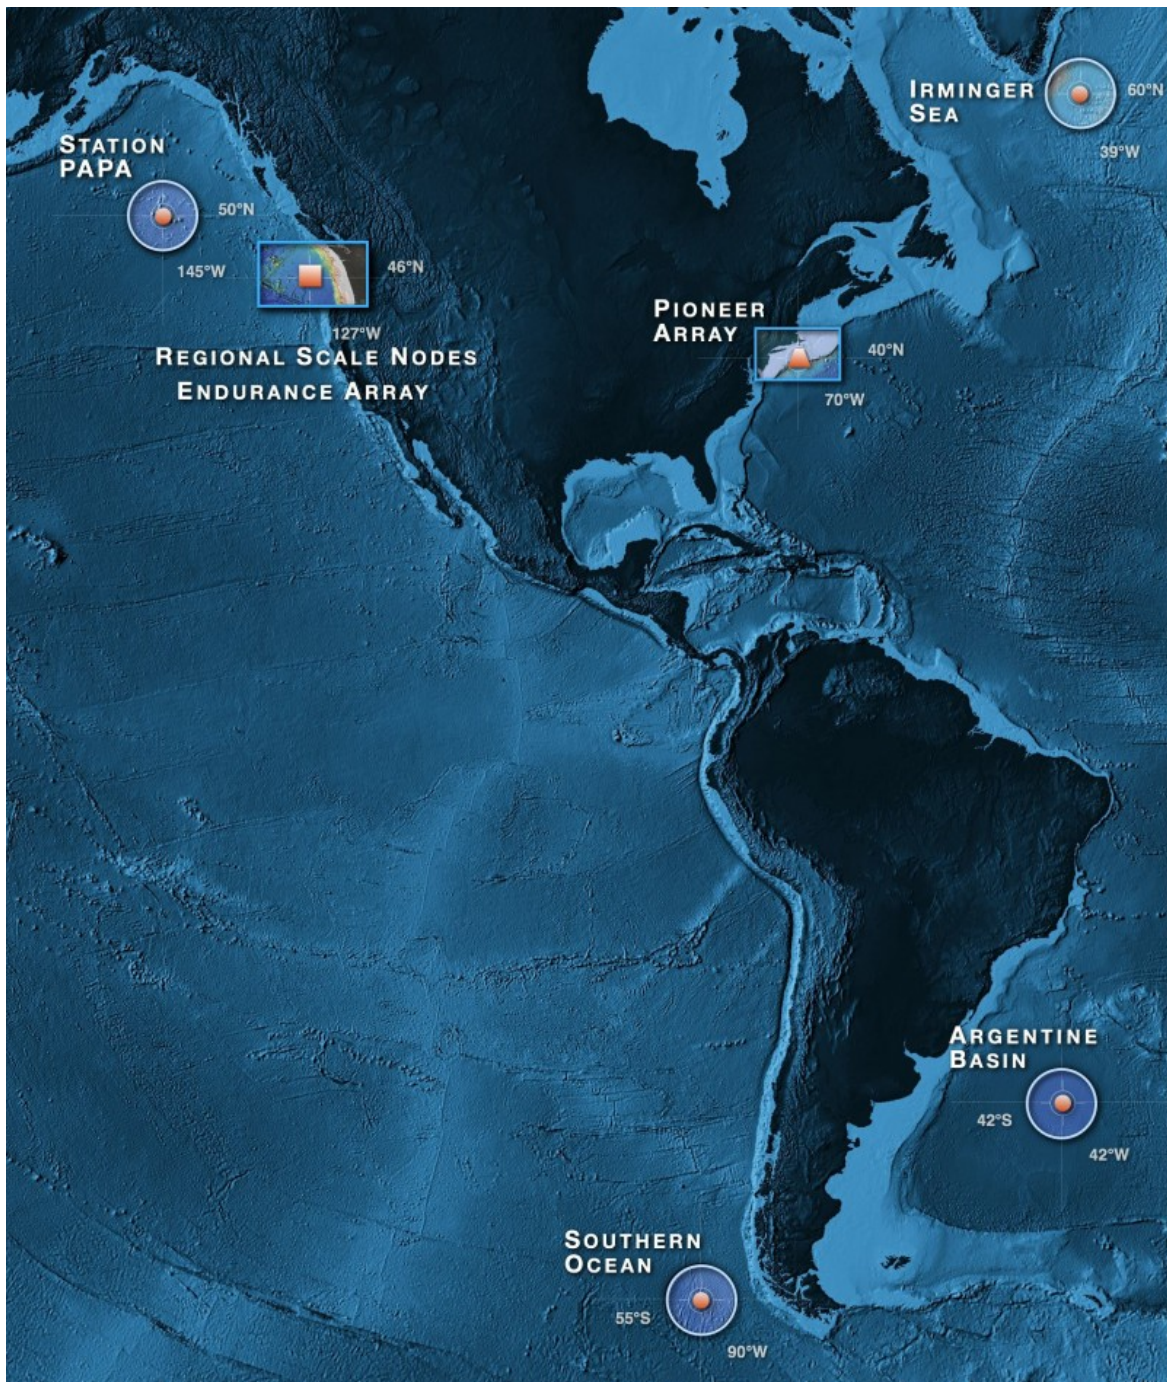 IRMINGER
SEA
60°N
39°W
STATION
PAPA
50°N
145°W
46°N
127°W
REGIONAL SCALE NODES
ENDURANCE ARRAY
PIONEER
ARRAY
40°N
70°W
ARGENTINE
BASIN
42°S
42°W
SOUTHERN
OCEAN
55°S
90°W